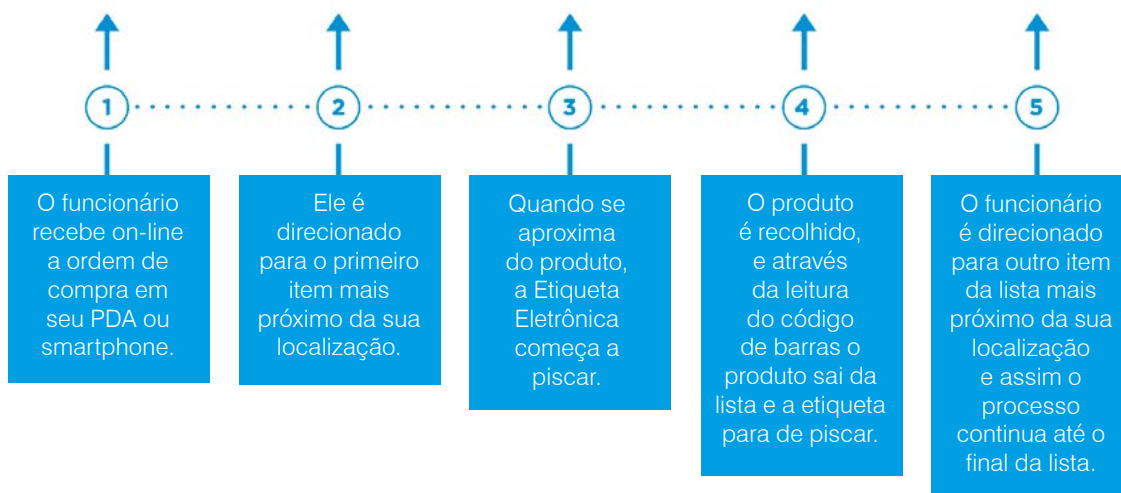 1
2
3
4
5
O funcionário
recebe on-line
a ordem de
compra em
seu PDA ou
smartphone.
Ele é
direcionado
para o primeiro
item mais
próximo da sua
localização.
Quando se
aproxima
do produto,
a Etiqueta
Eletrônica
começa a
piscar.
O produto
é recolhido,
e através
da leitura
do código
de barras o
produto sai da
lista e a etiqueta
para de piscar.
O funcionário
é direcionado
para outro item
da lista mais
próximo da sua
localização
e assim o
processo
continua até o
final da lista.